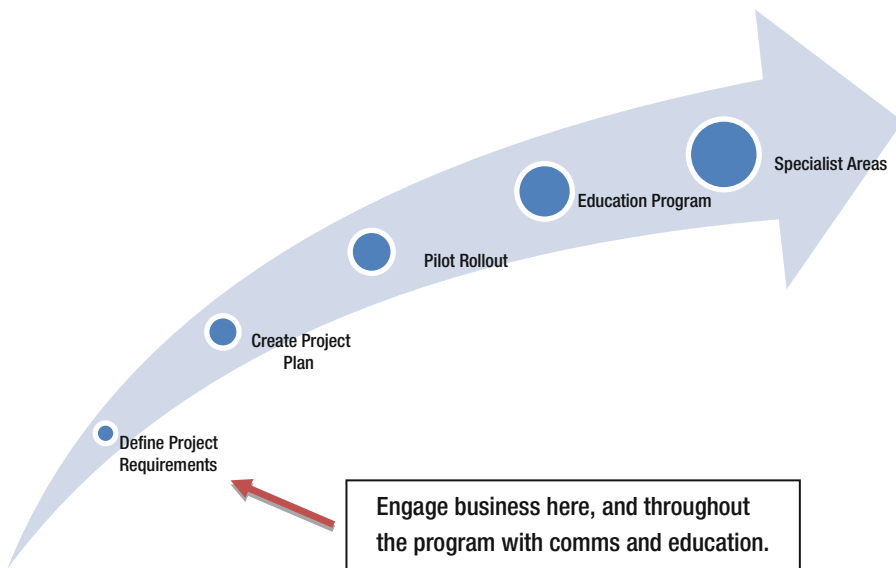 Specialist Areas
Education Program
Pilot Rollout
Create Project
Plan
Define Project
Requirements
Engage business here, and throughout
the program with comms and education.